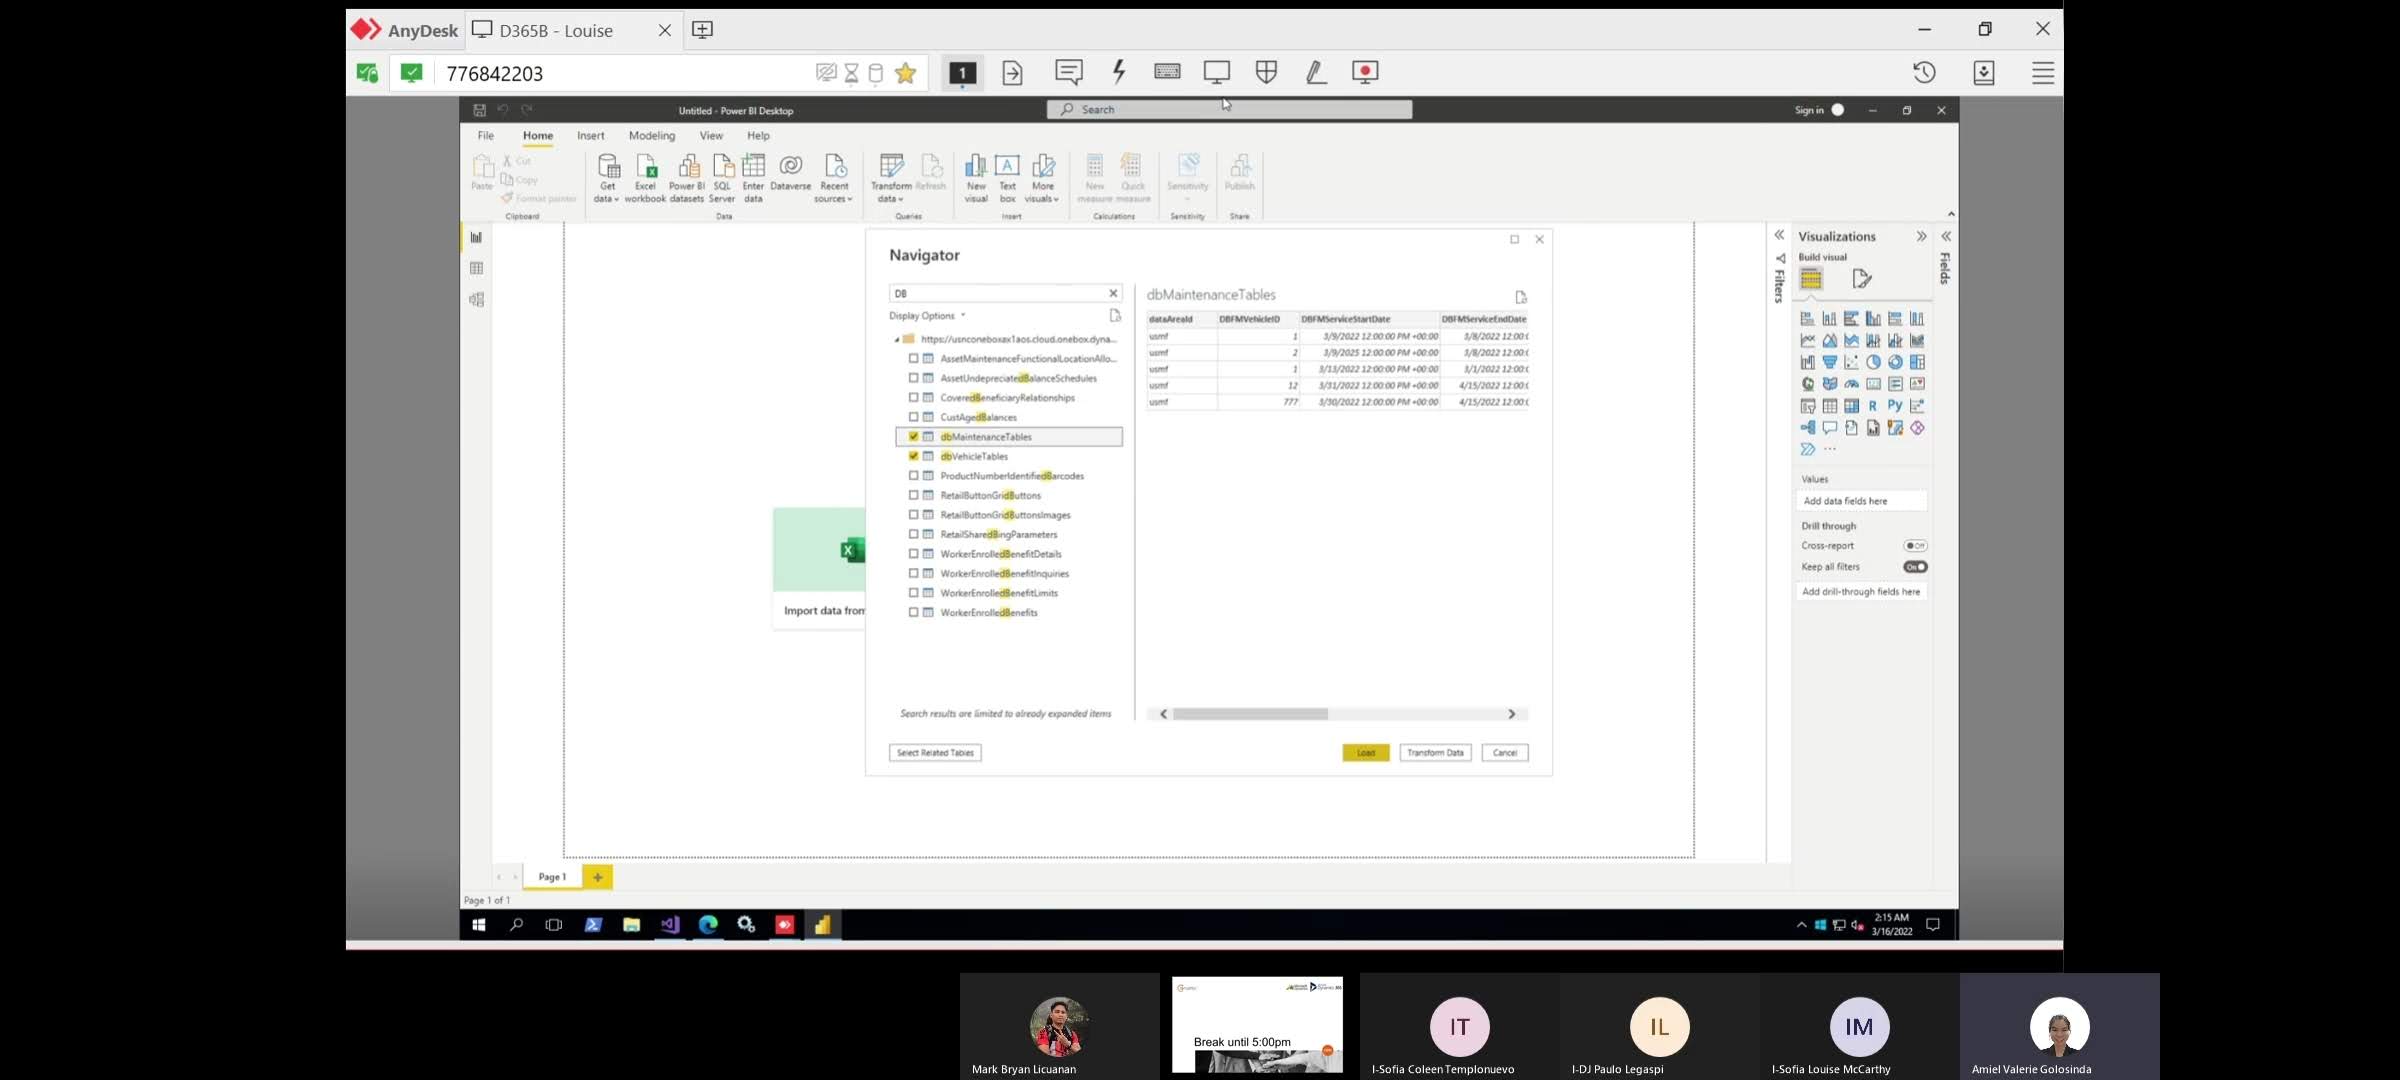 AnyDesk
D365B - Louise
776842203
1
Untitled - Power BI Desktop
Search
Sign in
File Home Insert Modeling View Help
Paste
Cut
Copy
Format painter
Clipboard
Get data
Excel workbook
Power BI datasets
SQL Server
Enter data
Dataverse
Recent sources
Data
Transform data
Refresh
Queries
New visual
Text box
More visuals
Insert
New measure
Quick measure
Calculations
Sensitivity
Sensitivity
Publish
Share
Navigator
DB
Display Options
https://usnconeboxax1aos.cloud.onebox.dyna...
AssetMaintenanceFunctionalLocationAllo...
AssetUndepreciatedBalanceSchedules
CoveredBeneficiaryRelationships
CustAgedBalances
dbMaintenanceTables
dbVehicleTables
ProductNumberIdentifiedBarcodes
RetailButtonGridButtons
RetailButtonGridButtonsImages
RetailSharedBingParameters
WorkerEnrolledBenefitDetails
WorkerEnrolledBenefitInquiries
WorkerEnrolledBenefitLimits
WorkerEnrolledBenefits
Search results are limited to already expanded items
Select Related Tables
dbMaintenanceTables
dataAreaId DBFMVehicleID DBFMServiceStartDate DBFMServiceEndDate
usmf 1 3/9/2022 12:00:00 PM +00:00 3/8/2022 12:00:0
usmf 2 3/9/2025 12:00:00 PM +00:00 3/8/2022 12:00:0
usmf 1 3/13/2022 12:00:00 PM +00:00 3/1/2022 12:00:0
usmf 12 3/31/2022 12:00:00 PM +00:00 4/15/2022 12:00:0
usmf 777 3/30/2022 12:00:00 PM +00:00 4/15/2022 12:00:0
Load
Transform Data
Cancel
Import data from
Filters
Visualizations
Build visual
R
Py
Values
Add data fields here
Drill through
Cross-report
Off
Keep all filters
On
Add drill-through fields here
Fields
Page 1
Page 1 of 1
2:15 AM
3/16/2022
Mark Bryan Licuanan
Break until 5:00pm
IT
I-Sofia Coleen Templonuevo
IL
I-DJ Paulo Legaspi
IM
I-Sofia Louise McCarthy
Amiel Valerie Golosinda